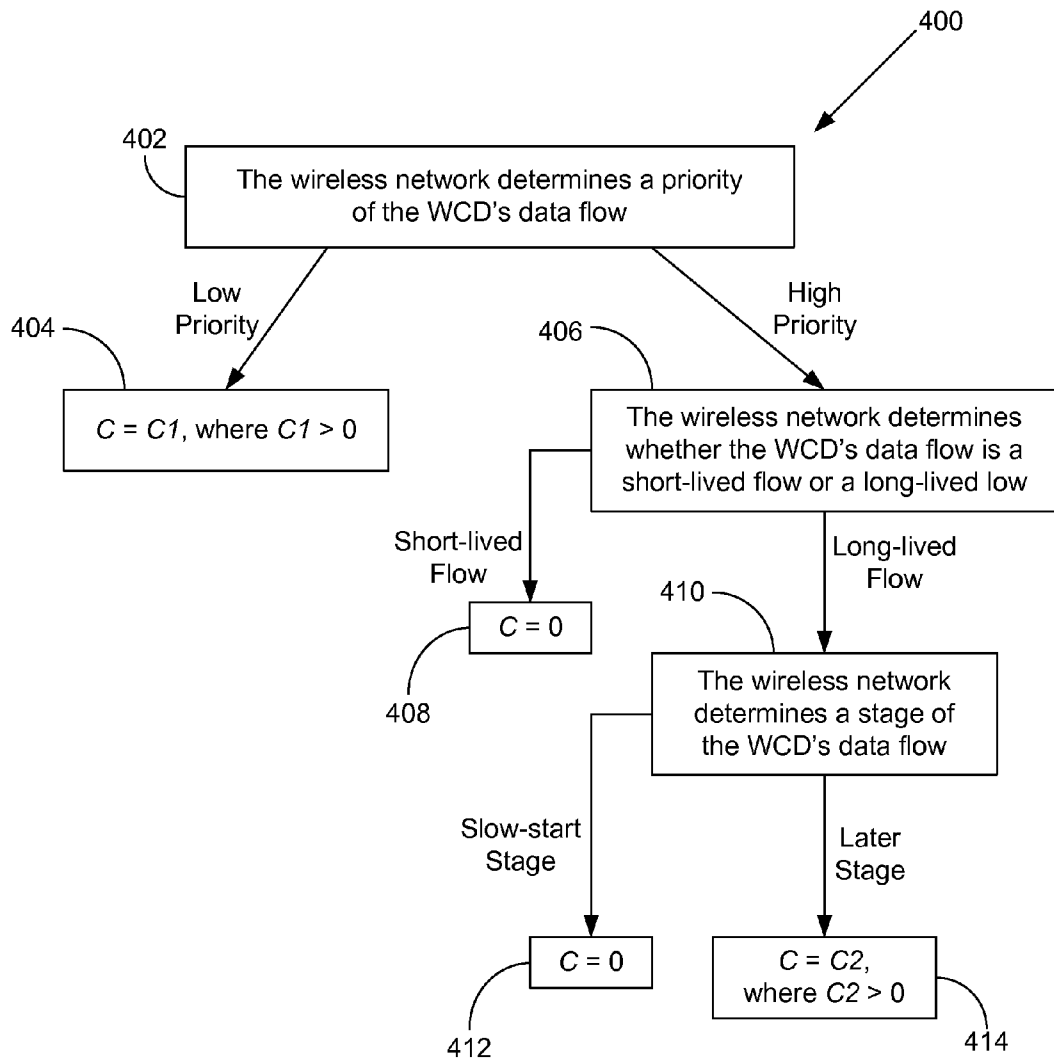 400
402
The wireless network determines a priority
of the WCD's data flow
Low
Priority
High
Priority
404
406
C = C1, where C1 > 0
The wireless network determines
whether the WCD's data flow is a
short-lived flow or a long-lived low
Short-lived
Flow
Long-lived
Flow
408
C = 0
410
The wireless network
determines a stage of
the WCD's data flow
Slow-start
Stage
Later
Stage
412
C = 0
C = C2,
where C2 > 0
414